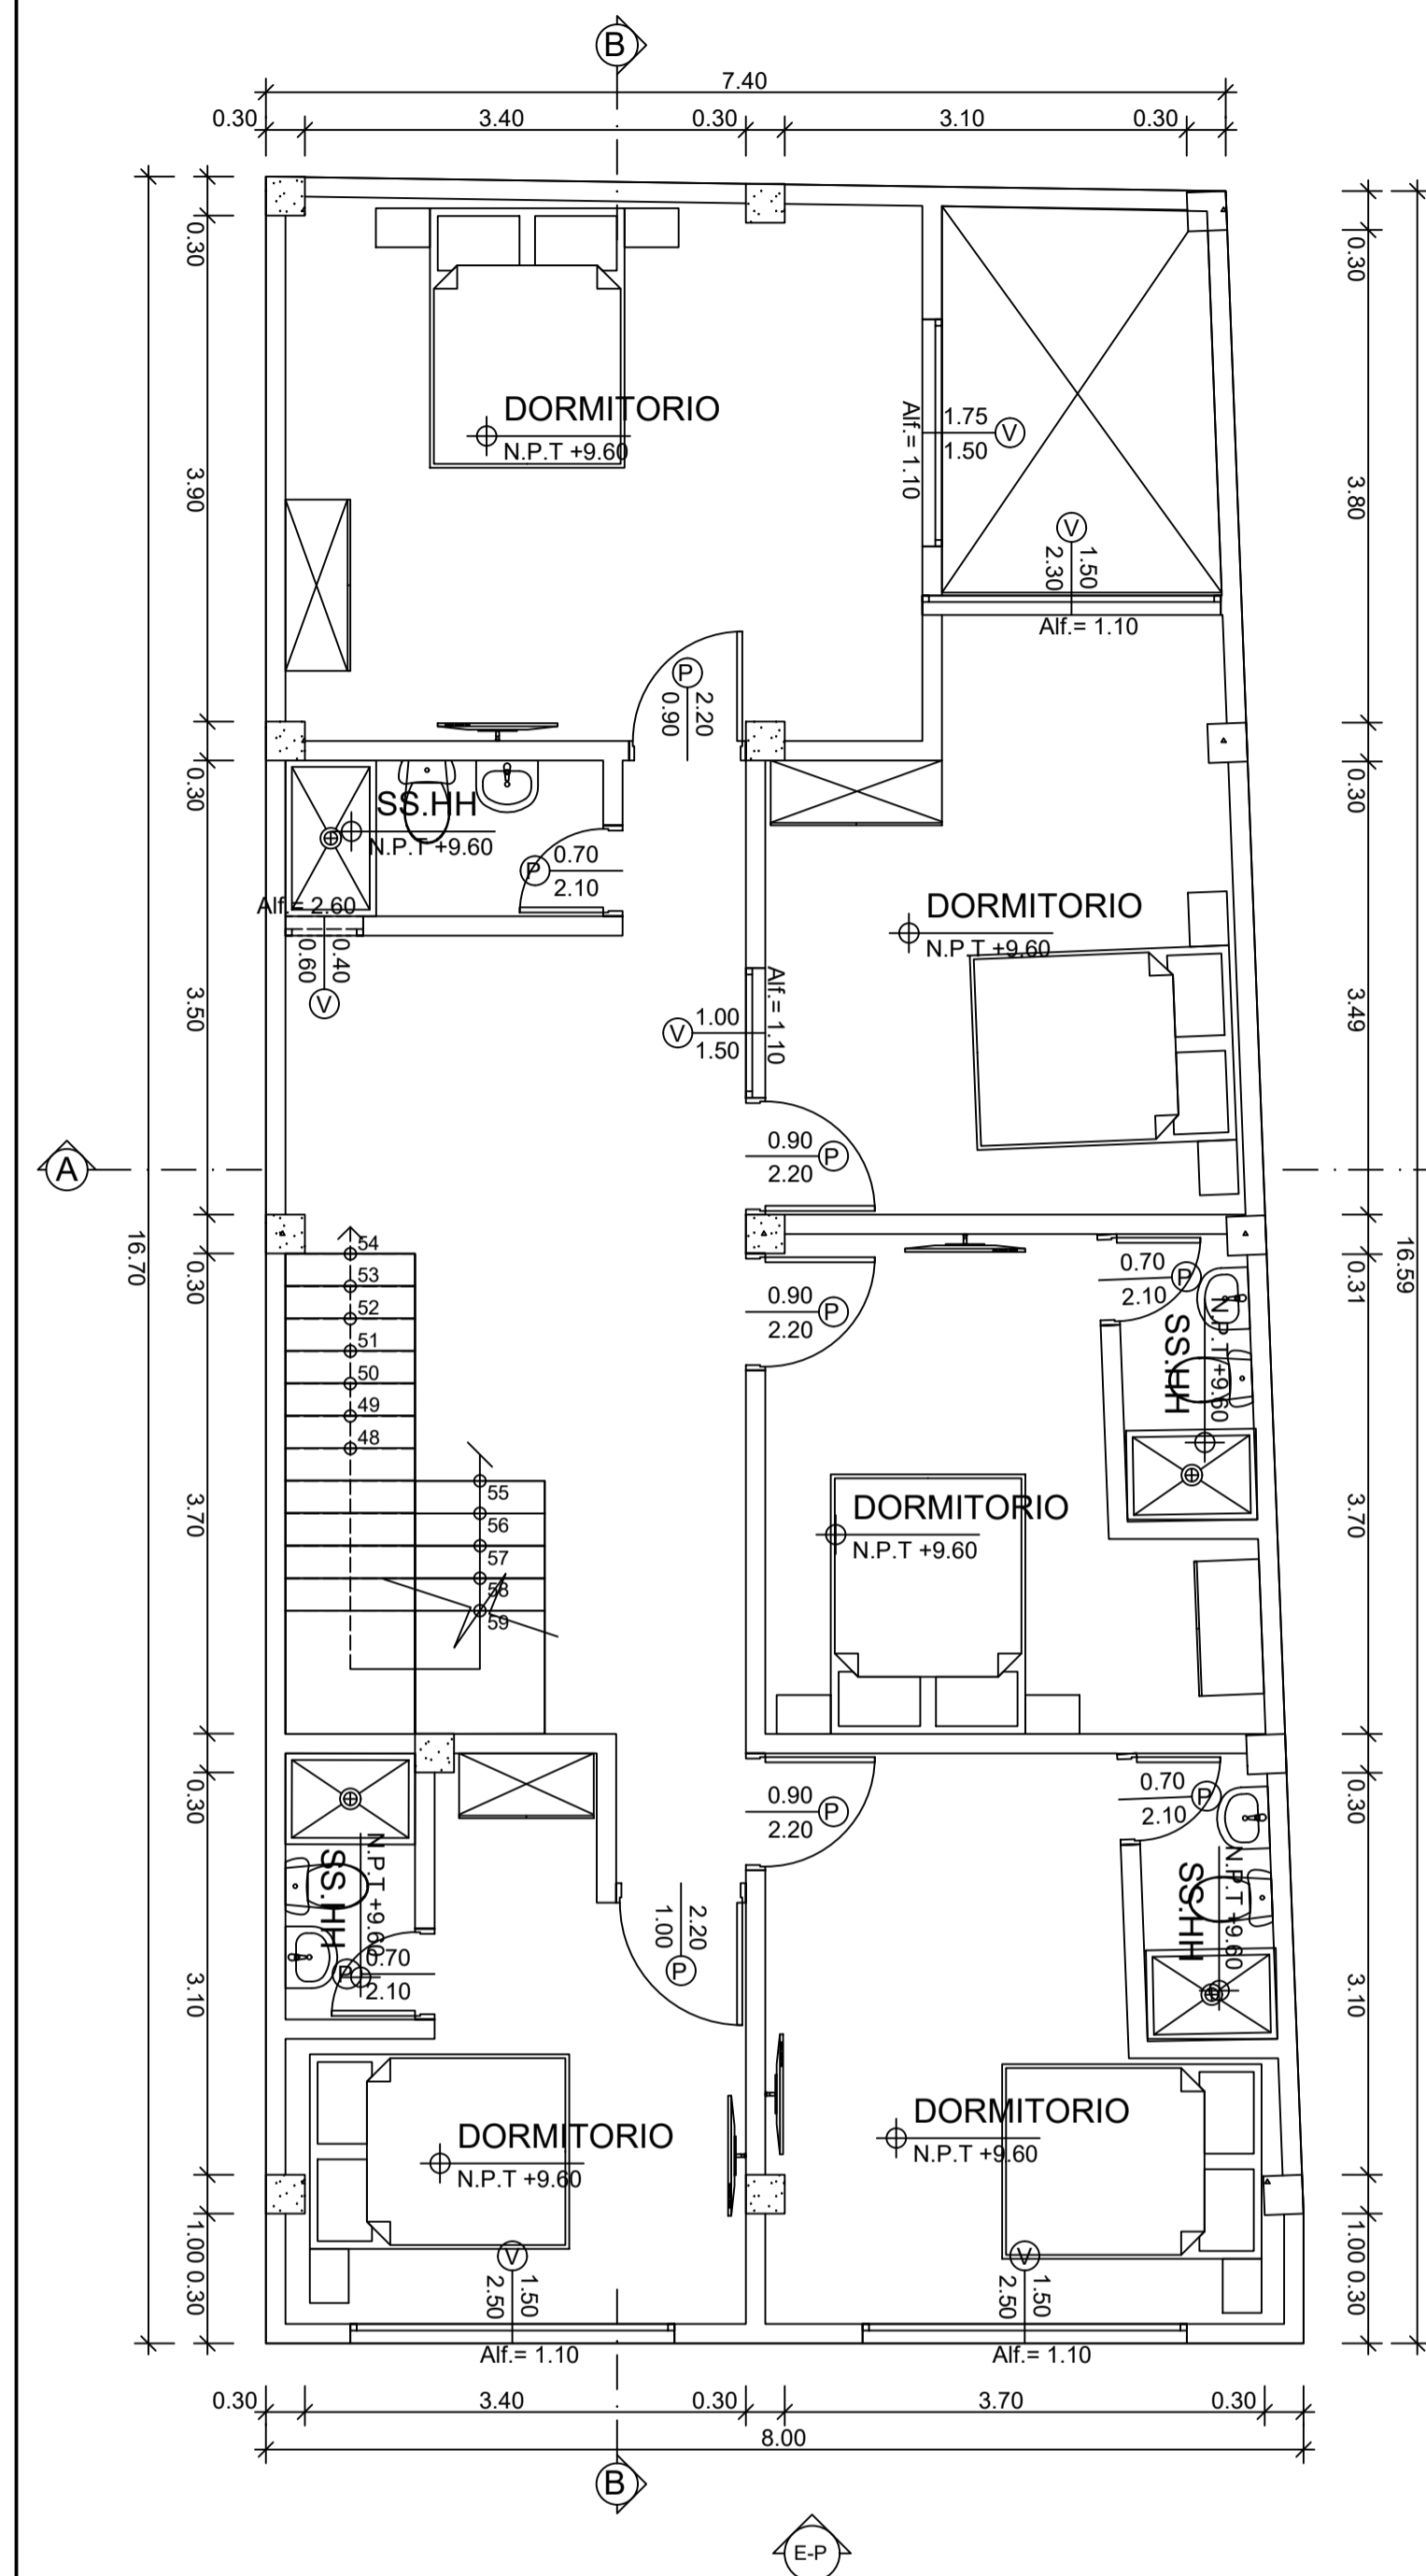 B
7.40
0.30 3.40 0.30 3.10 0.30
0.30
0.30
DORMITORIO
N.P.T +9.60
Alf.= 1.10
1.75
1.50
V
3.90
3.80
V
1.50
2.30
Alf.= 1.10
P
2.20
0.90
0.30
0.30
SS.HH
N.P.T +9.60
P
0.70
2.10
Alf.= 2.60
0.40
0.60
V
DORMITORIO
N.P.T +9.60
3.50
3.49
V
1.00
1.50
Alf.= 1.10
0.90
2.20
P
A
16.70
16.59
0.30
0.31
54
53
52
51
50
49
48
0.90
2.20
P
0.70
2.10
P
SS.HH
N.P.T +9.60
55
56
57
58
59
3.70
3.70
DORMITORIO
N.P.T +9.60
0.30
0.30
0.90
2.20
P
0.70
2.10
P
SS.HH
N.P.T +9.60
SS.HH
N.P.T +9.60
P
0.70
2.10
2.20
1.00
P
3.10
3.10
DORMITORIO
N.P.T +9.60
DORMITORIO
N.P.T +9.60
1.00 0.30
1.00 0.30
V
1.50
2.50
V
1.50
2.50
Alf.= 1.10
Alf.= 1.10
0.30 3.40 0.30 3.70 0.30
8.00
B
E-P